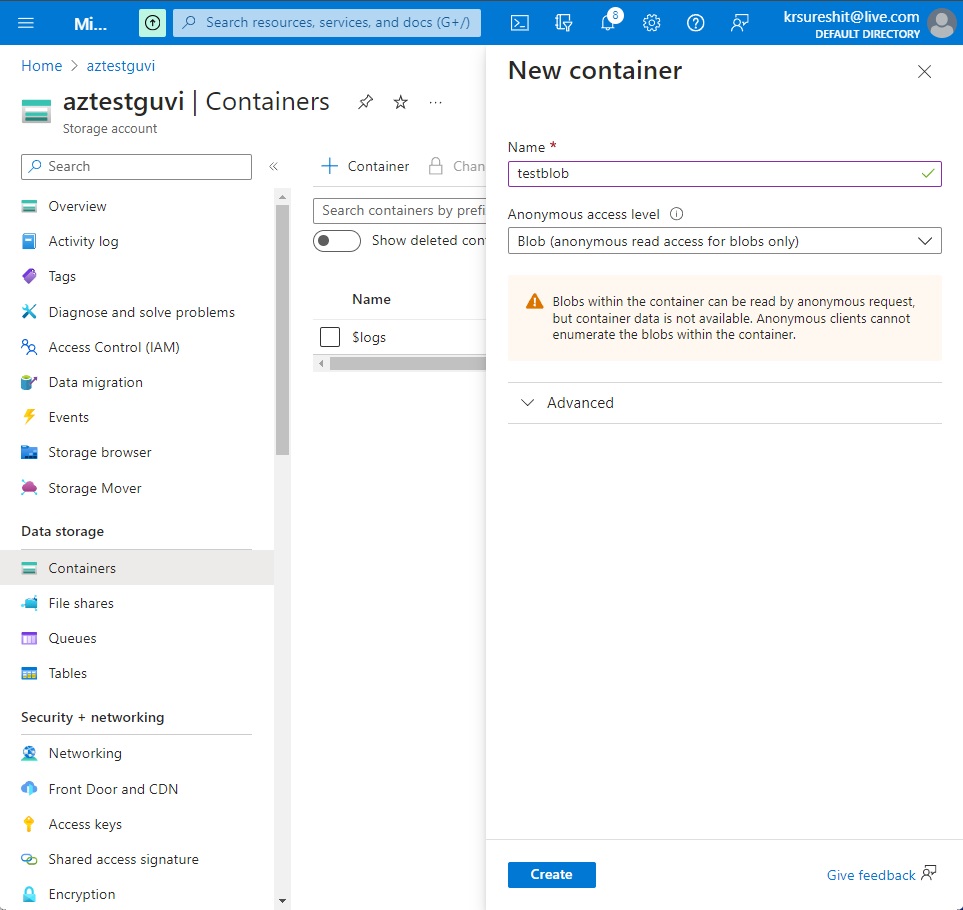 Mi...
Search resources, services, and docs (G+/)
8
krsureshit@live.com
DEFAULT DIRECTORY
Home > aztestguvi
aztestguvi | Containers
Storage account
Search
Overview
Activity log
Tags
Diagnose and solve problems
Access Control (IAM)
Data migration
Events
Storage browser
Storage Mover
Data storage
Containers
File shares
Queues
Tables
Security + networking
Networking
Front Door and CDN
Access keys
Shared access signature
Encryption
Container
Chan
Search containers by prefi
Show deleted con
Name
$logs
New container
Name *
testblob
Anonymous access level
Blob (anonymous read access for blobs only)
Blobs within the container can be read by anonymous request,
but container data is not available. Anonymous clients cannot
enumerate the blobs within the container.
Advanced
Create
Give feedback